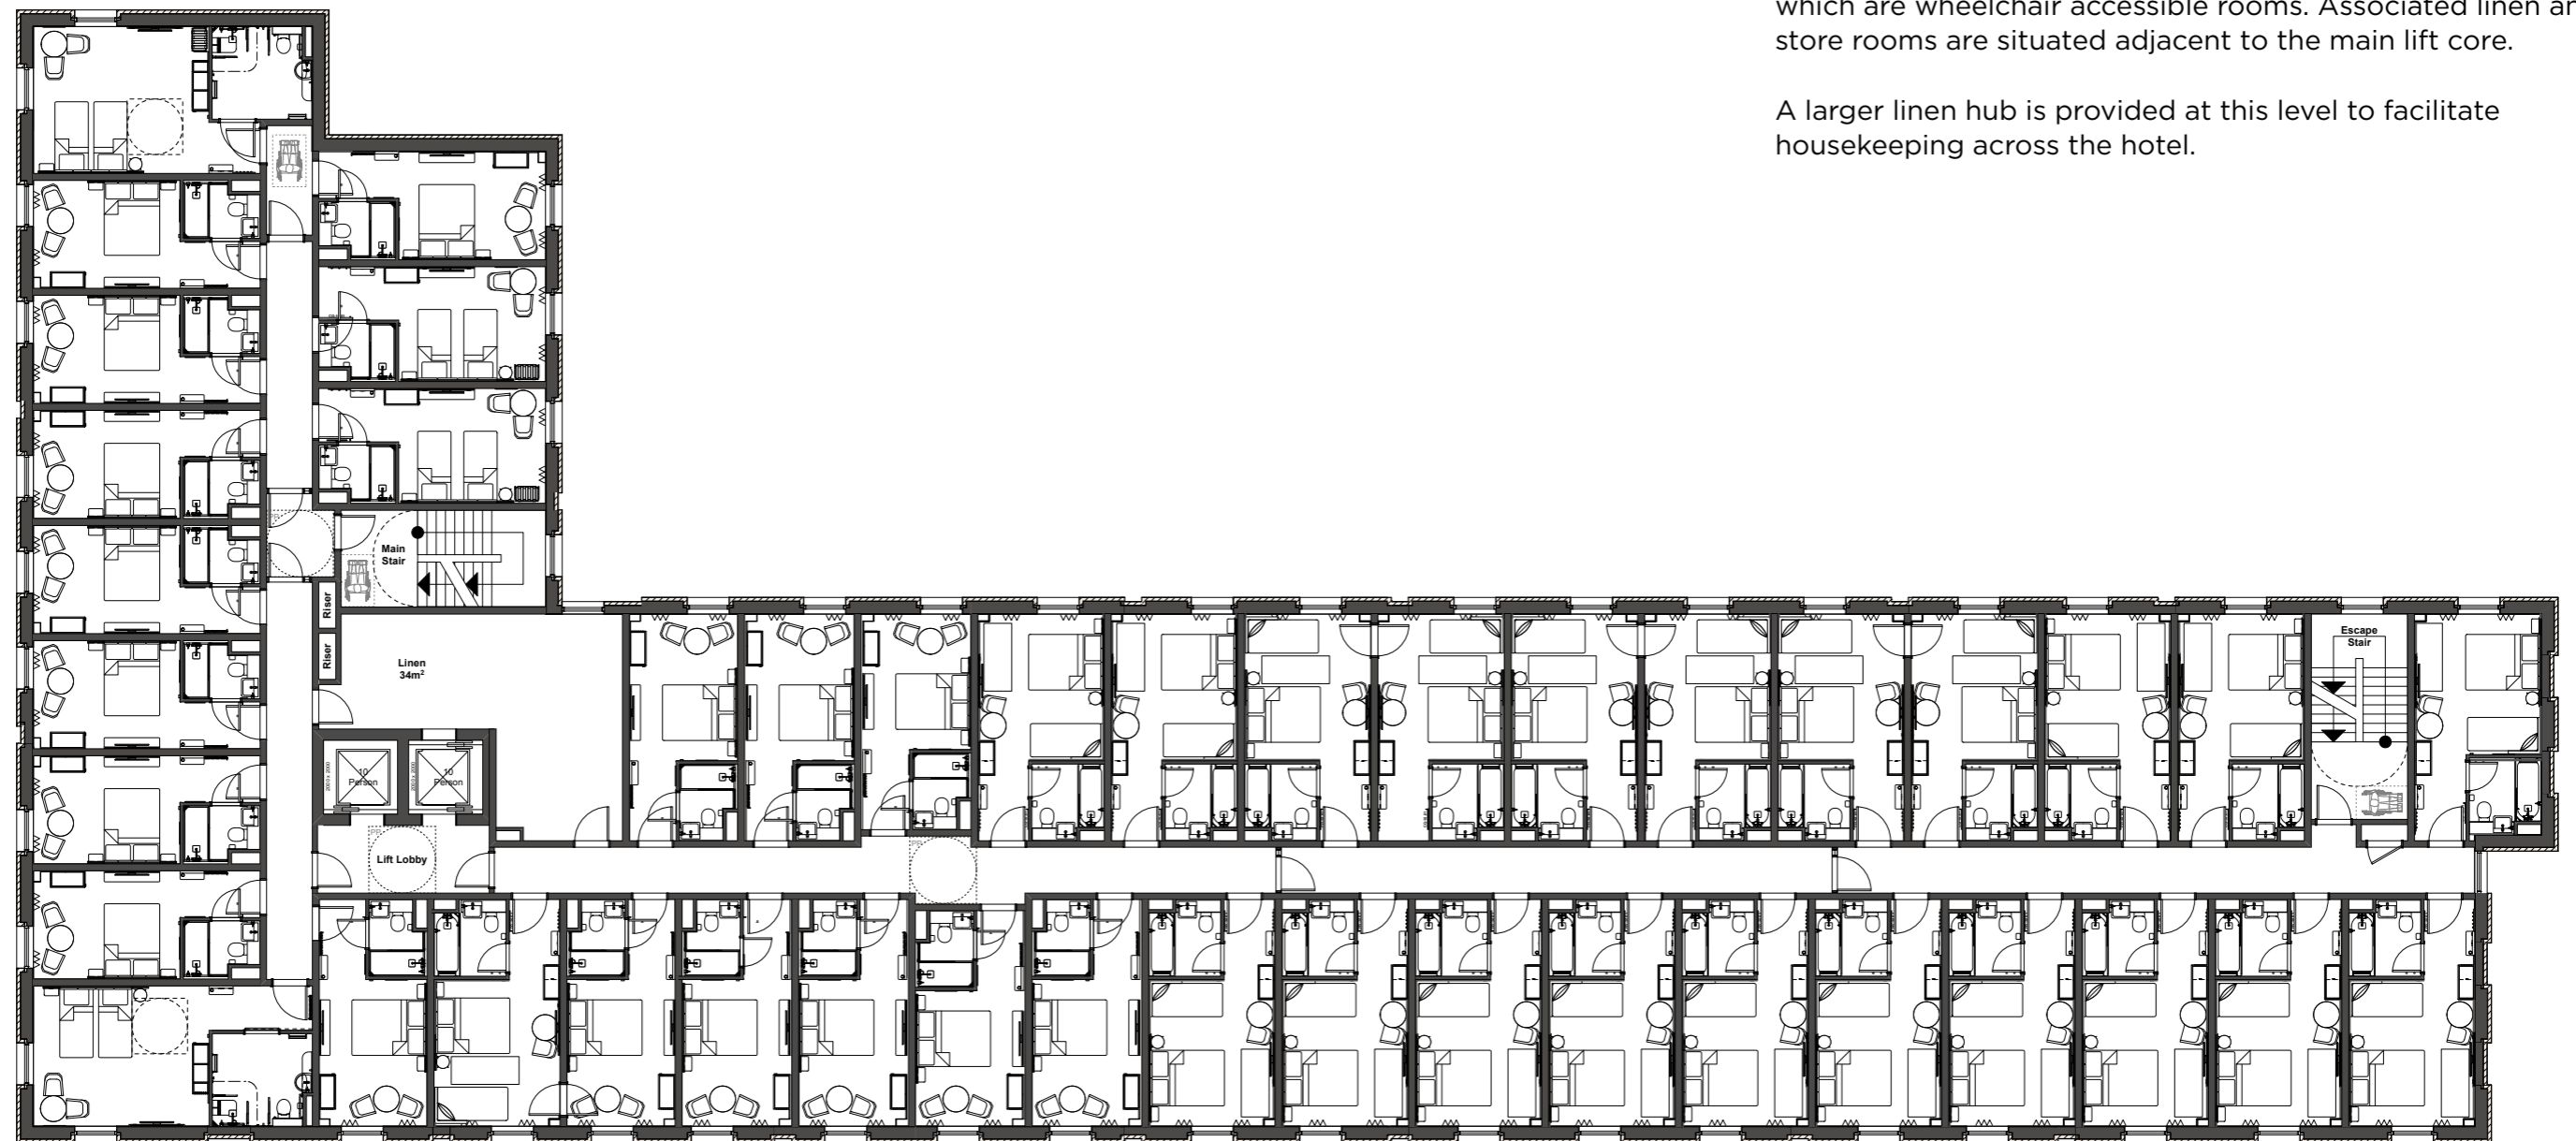 which are wheelchair accessible rooms. Associated linen an
store rooms are situated adjacent to the main lift core.
A larger linen hub is provided at this level to facilitate
housekeeping across the hotel.
Main
Stair
Riser
Riser
Linen
34m²
10
Person
10
Person
Lift Lobby
Escape
Stair